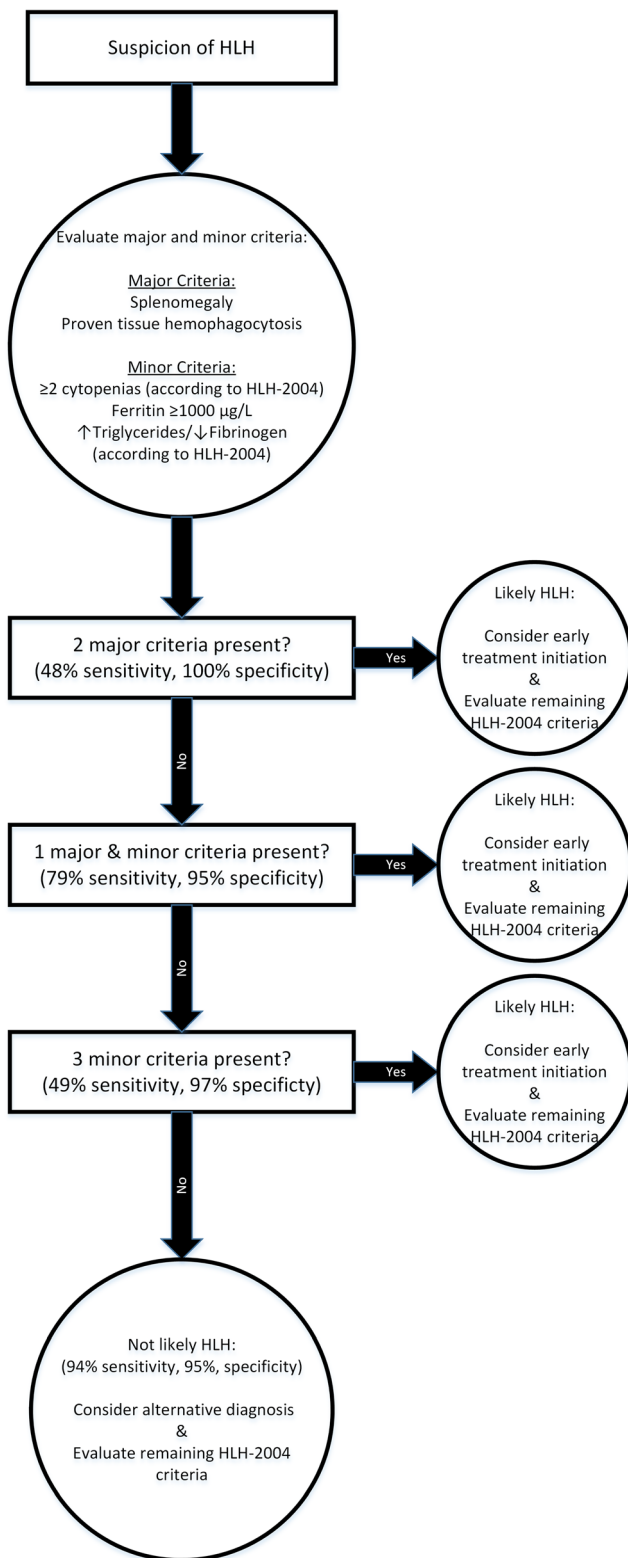 Suspicion of HLH
Evaluate major and minor criteria:
Major Criteria:
Splenomegaly
Proven tissue hemophagocytosis
Minor Criteria:
≥2 cytopenias (according to HLH-2004)
Ferritin ≥1000 µg/L
↑Triglycerides/↓Fibrinogen
(according to HLH-2004)
2 major criteria present?
(48% sensitivity, 100% specificity)
Yes
Likely HLH:
Consider early
treatment initiation
&
Evaluate remaining
HLH-2004 criteria
No
1 major & minor criteria present?
(79% sensitivity, 95% specificity)
Yes
Likely HLH:
Consider early
treatment initiation
&
Evaluate remaining
HLH-2004 criteria
No
3 minor criteria present?
(49% sensitivity, 97% specificty)
Yes
Likely HLH:
Consider early
treatment initiation
&
Evaluate remaining
HLH-2004 criteria
No
Not likely HLH:
(94% sensitivity, 95%, specificity)
Consider alternative diagnosis
&
Evaluate remaining HLH-2004
criteria